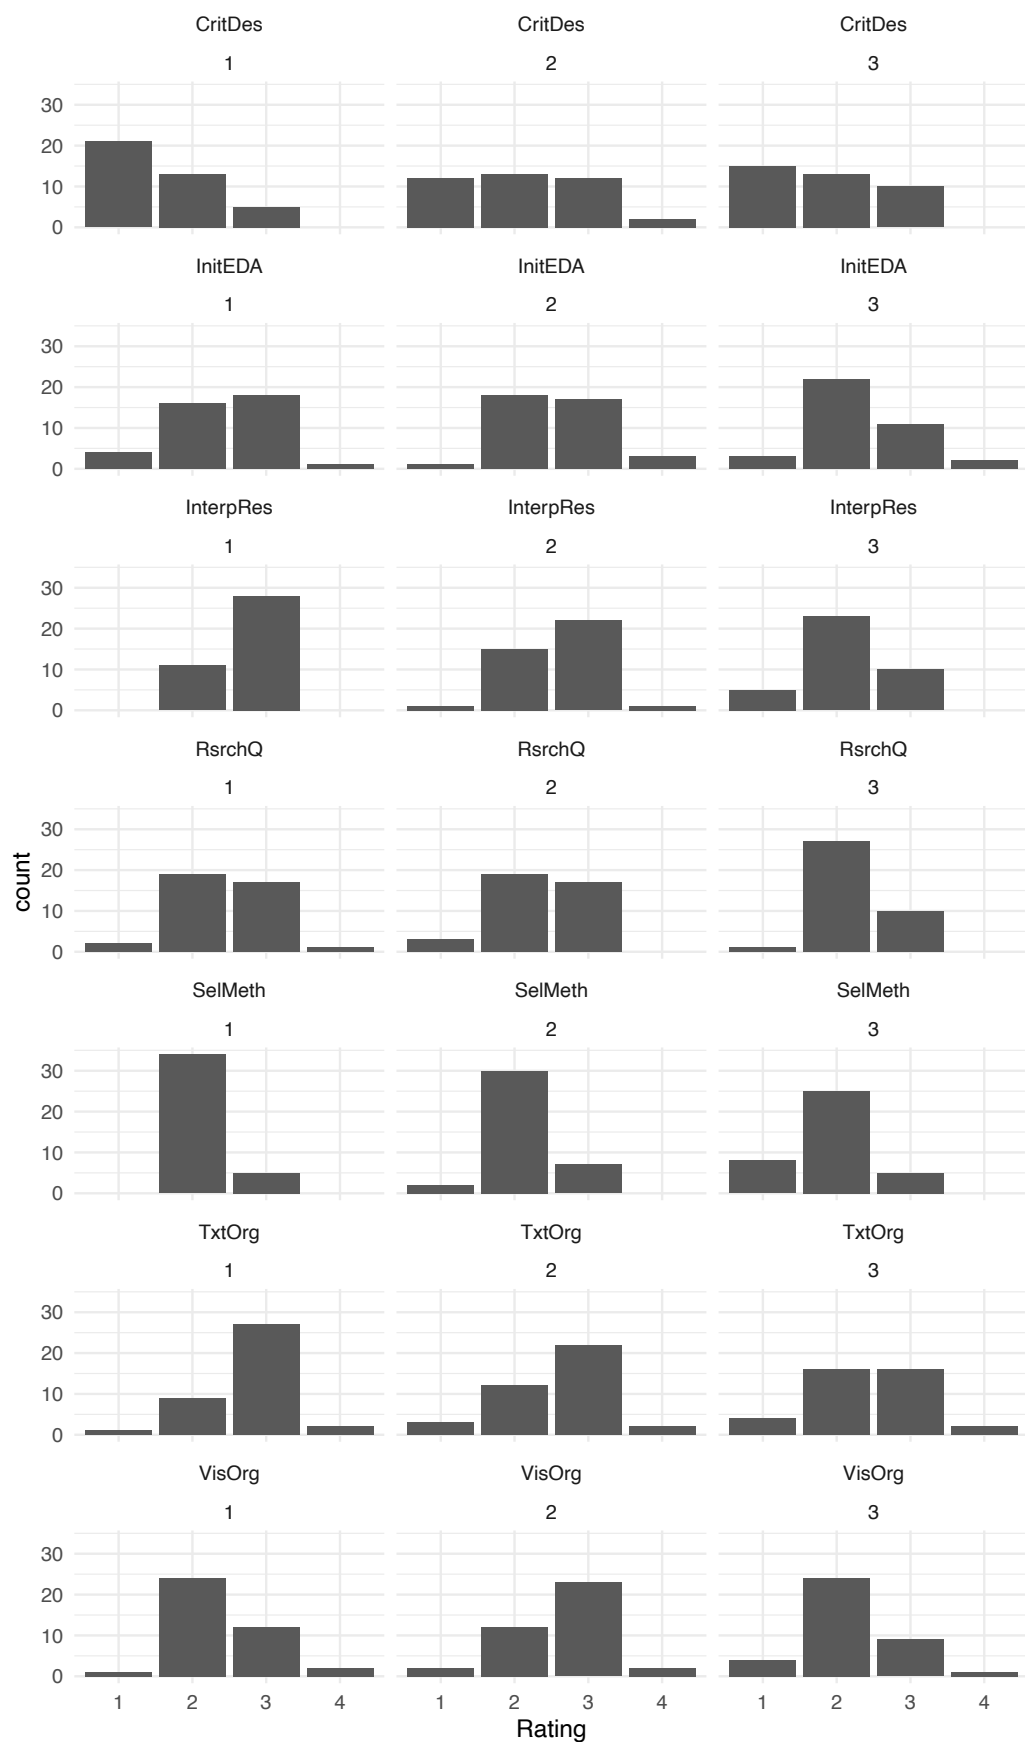 CritDes CritDes CritDes
1 2 3
30
20
10
0
InitEDA InitEDA InitEDA
1 2 3
30
20
10
0
InterpRes InterpRes InterpRes
1 2 3
30
20
10
0
RsrchQ RsrchQ RsrchQ
1 2 3
30
20
10
0
count
SelMeth SelMeth SelMeth
1 2 3
30
20
10
0
TxtOrg TxtOrg TxtOrg
1 2 3
30
20
10
0
VisOrg VisOrg VisOrg
1 2 3
30
20
10
0
1 2 3 4 1 2 3 4 1 2 3 4
Rating